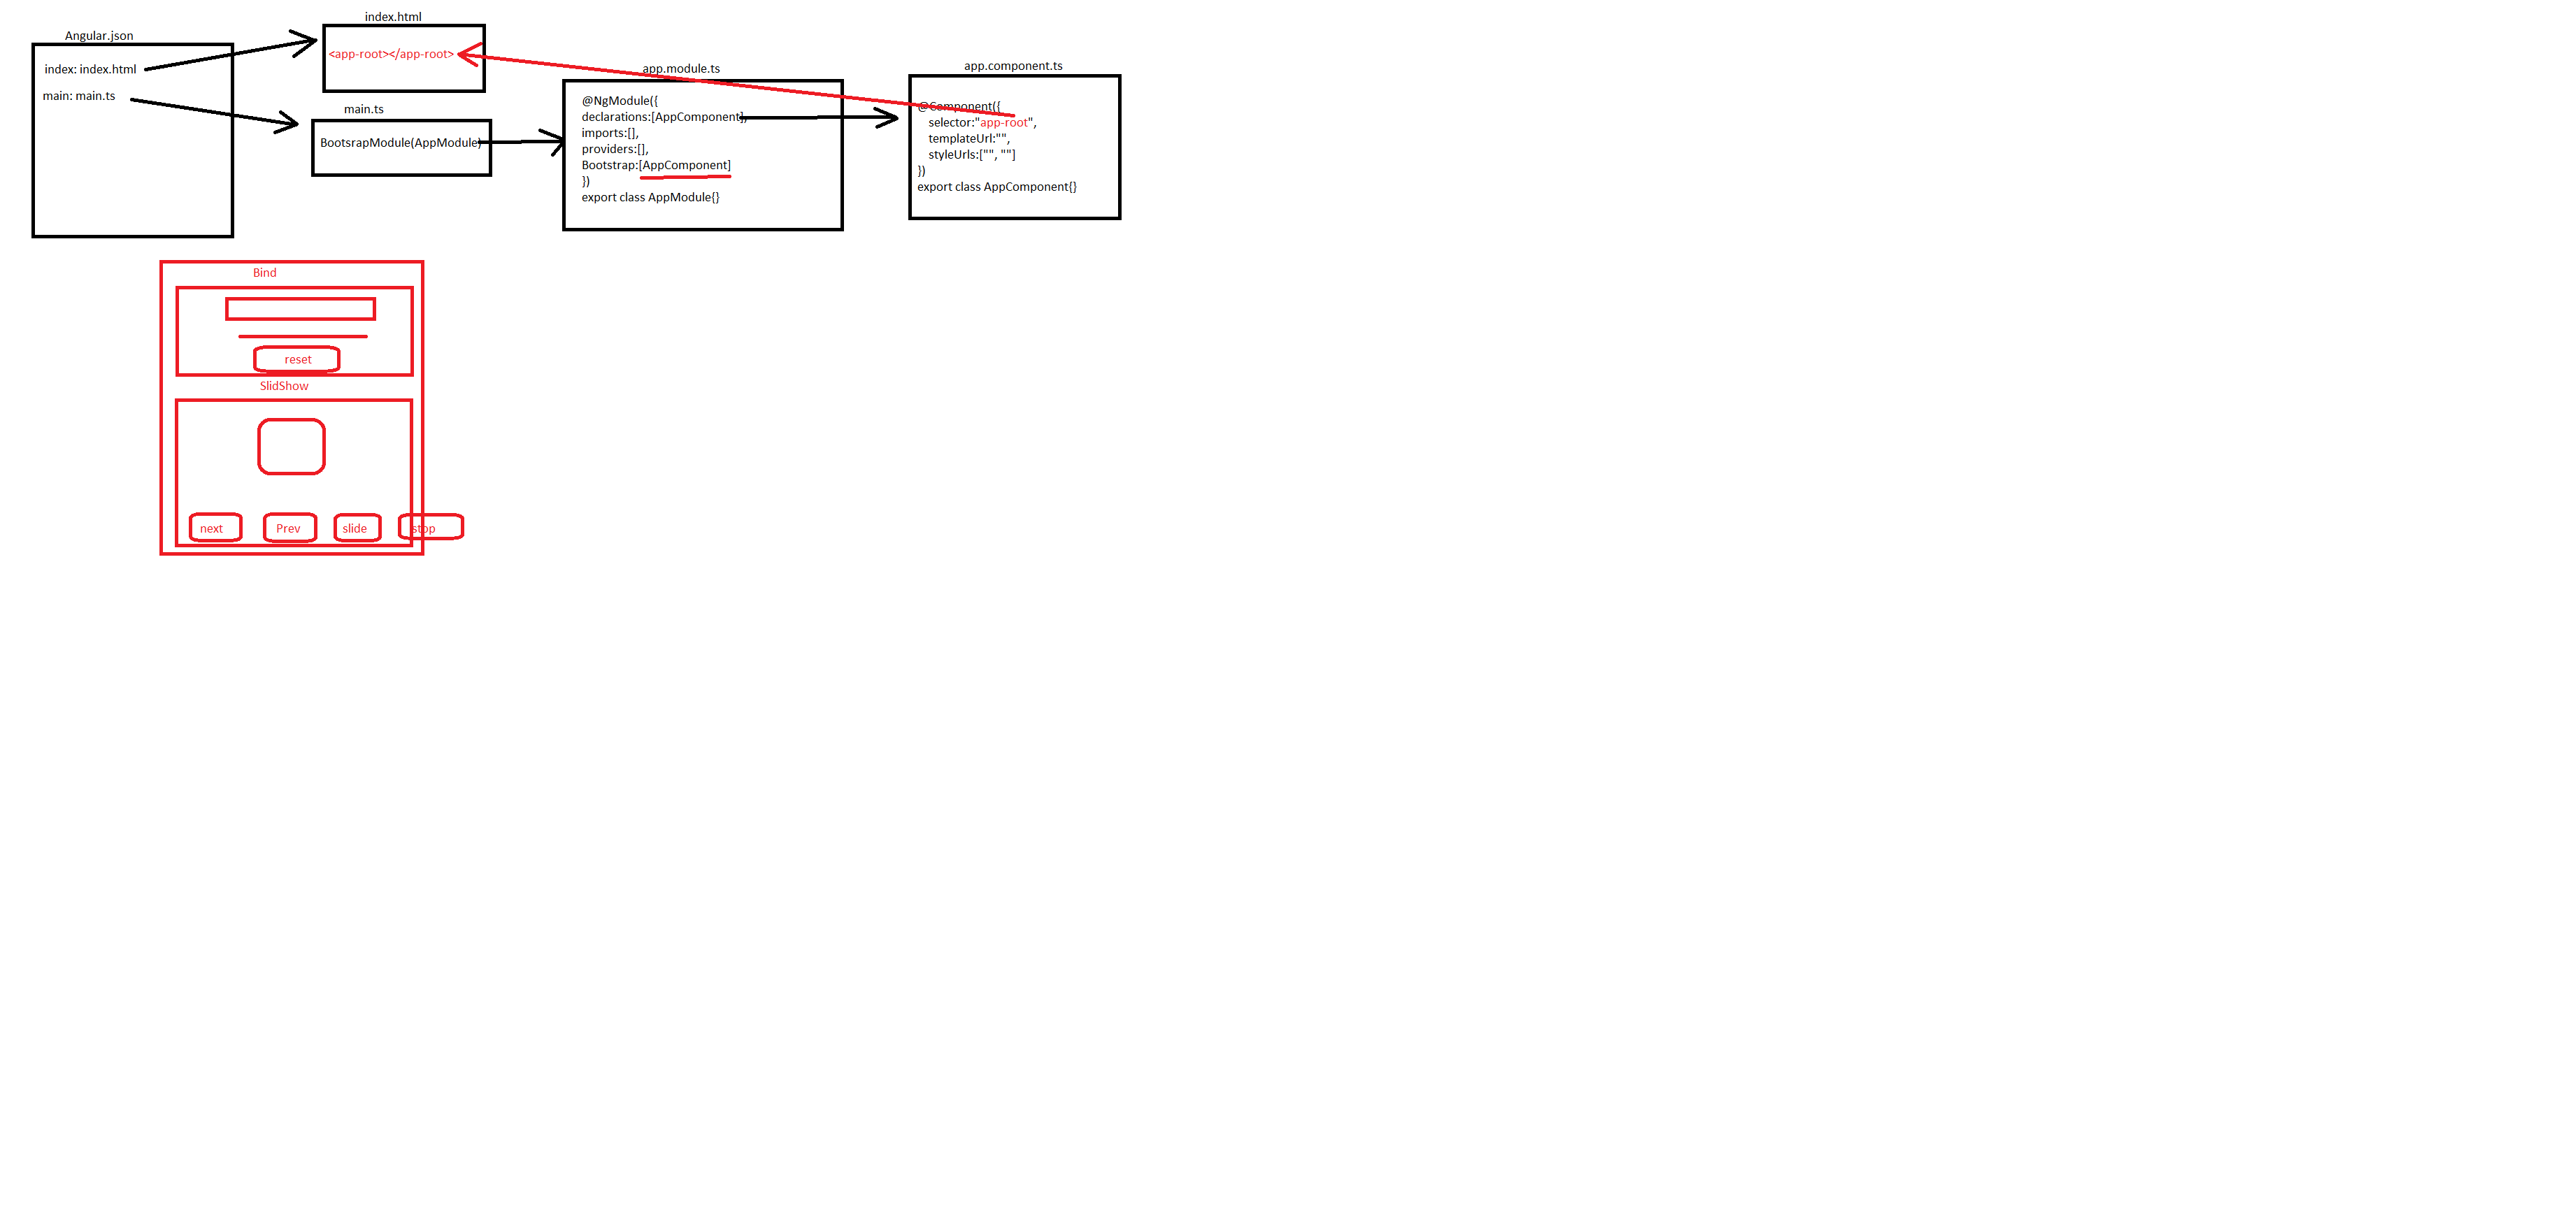 Angular.json
index: index.html
main: main.ts
index.html
<app-root></app-root>
main.ts
BootsrapModule(AppModule)
app.module.ts
@NgModule({
declarations:[AppComponent],
imports:[],
providers:[],
Bootstrap:[AppComponent]
})
export class AppModule{}
app.component.ts
@Component({
selector:"app-root",
templateUrl:"",
styleUrls:["", ""]
})
export class AppComponent{}
Bind
reset
SlidShow
next
Prev
slide
stop